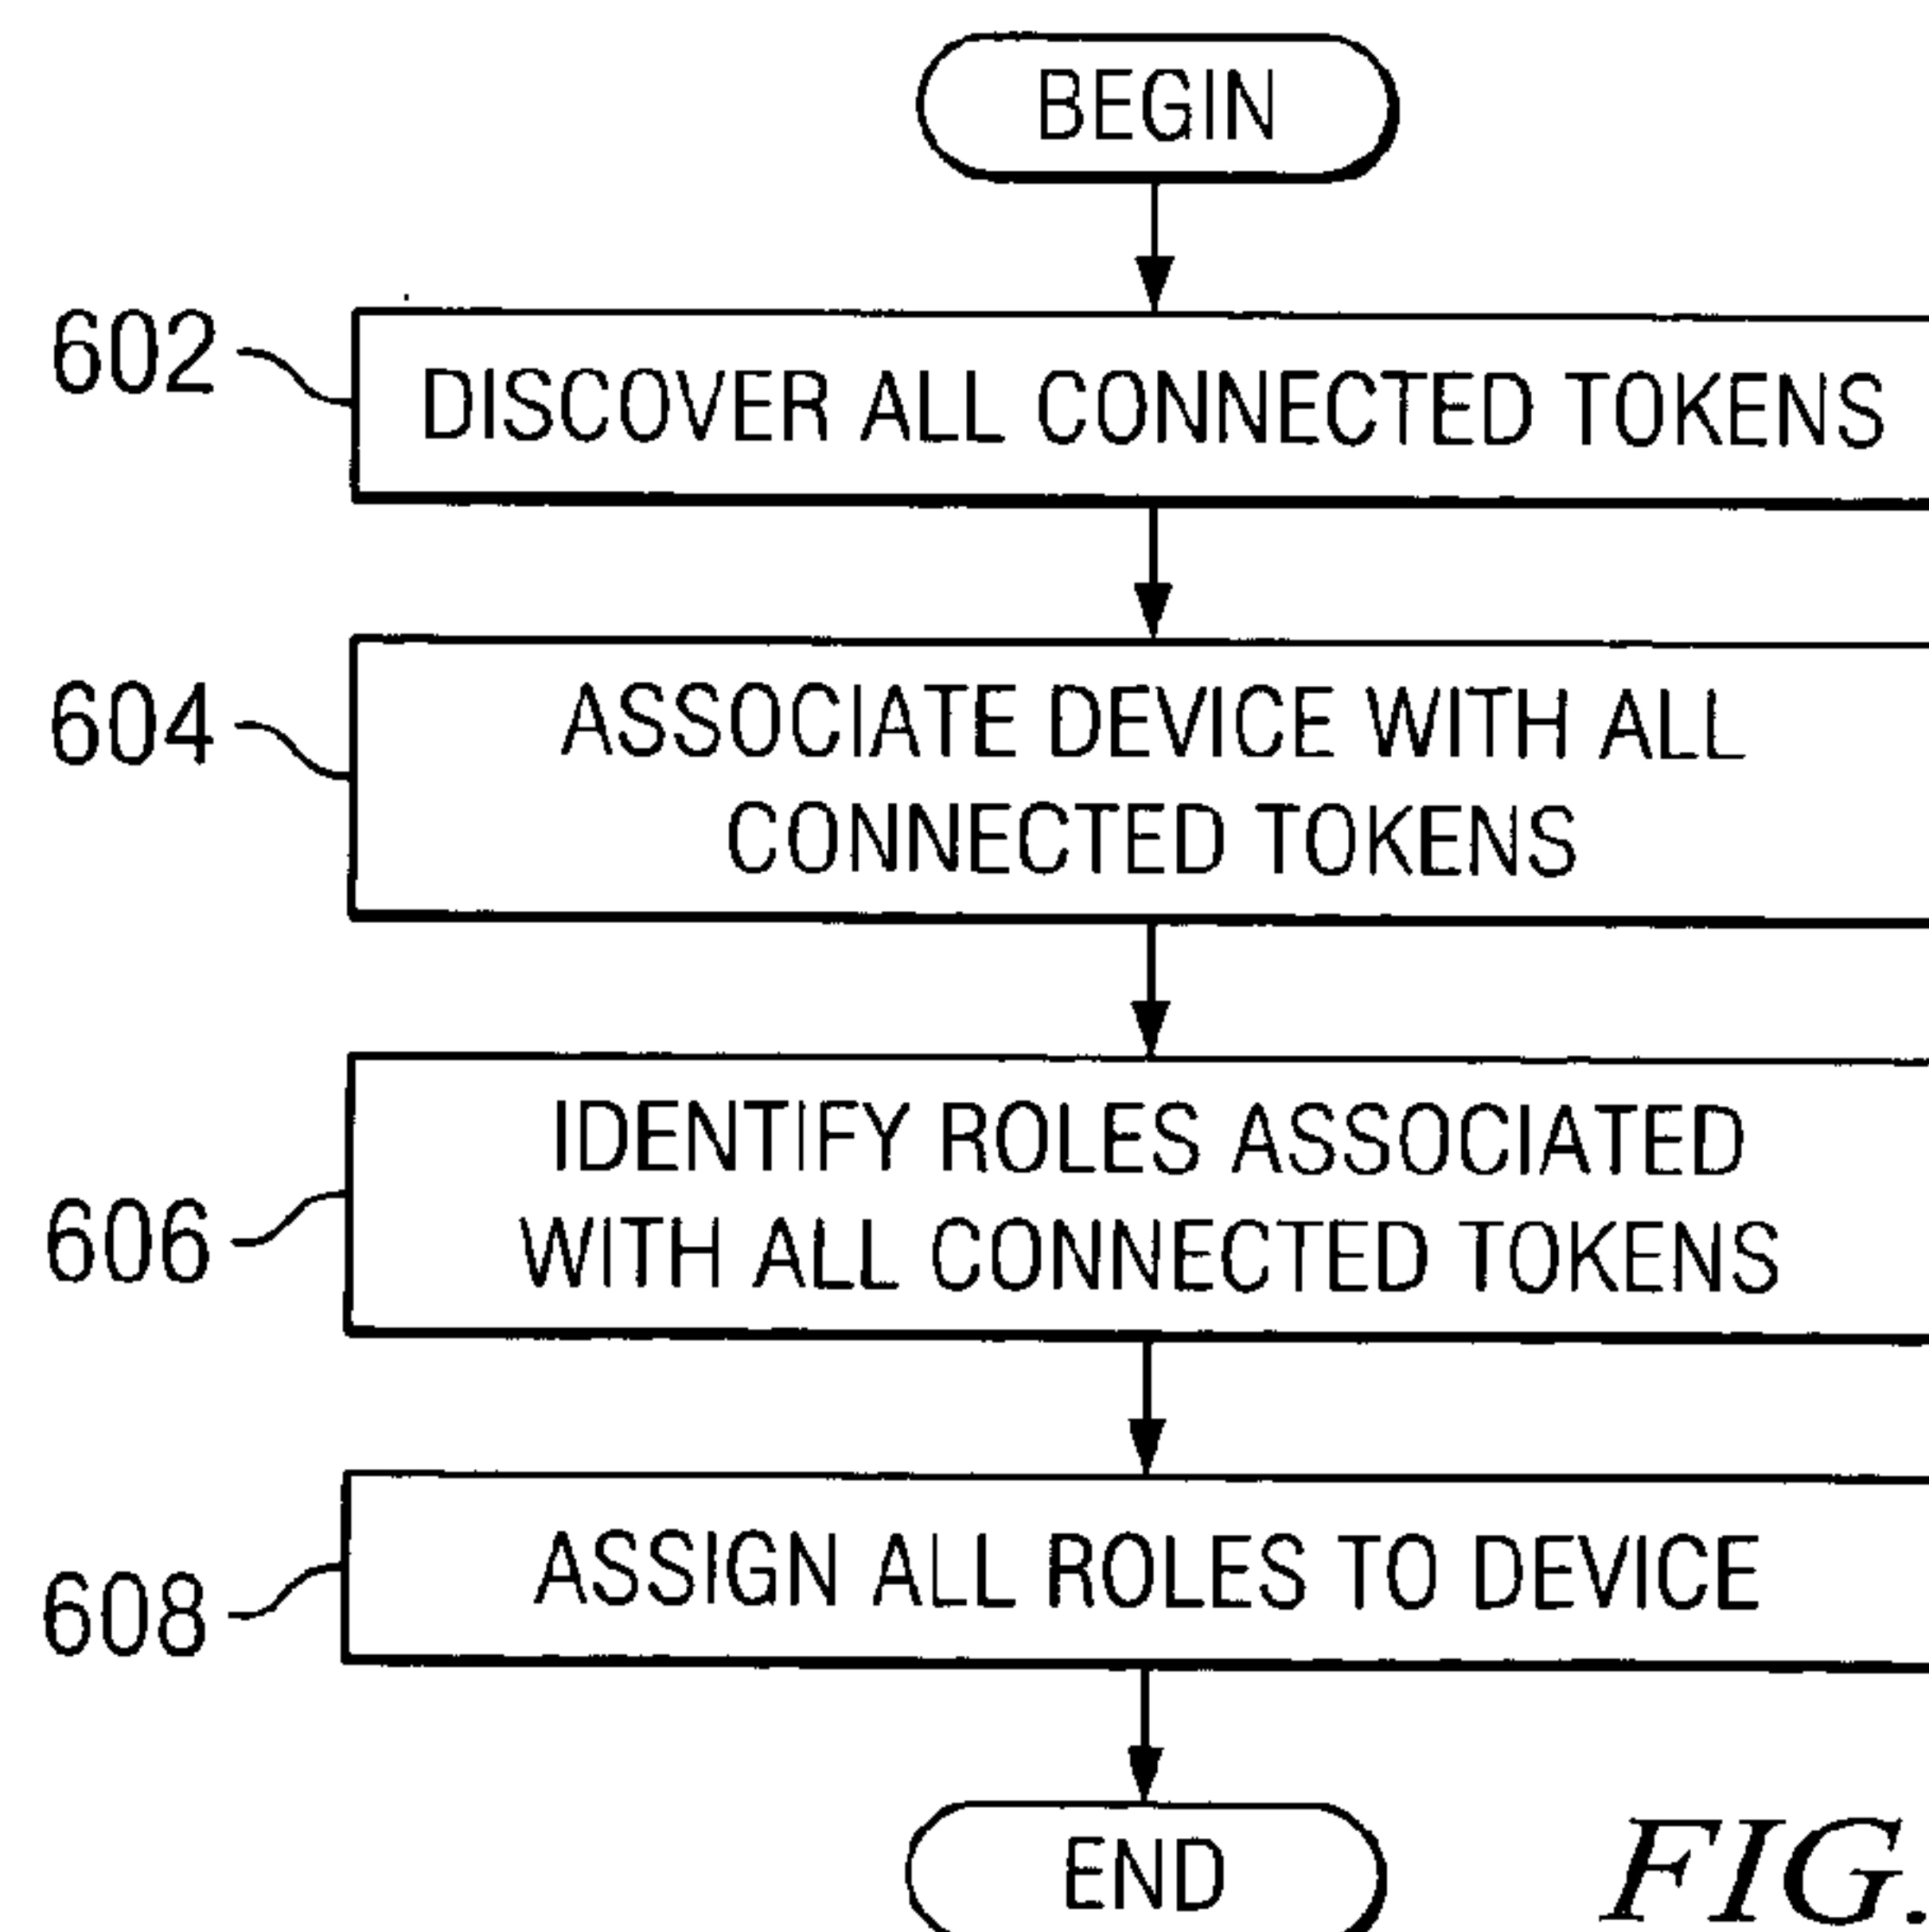 BEGIN
602
DISCOVER ALL CONNECTED TOKENS
604
ASSOCIATE DEVICE WITH ALL
CONNECTED TOKENS
606
IDENTIFY ROLES ASSOCIATED
WITH ALL CONNECTED TOKENS
608
ASSIGN ALL ROLES TO DEVICE
END
FIG.